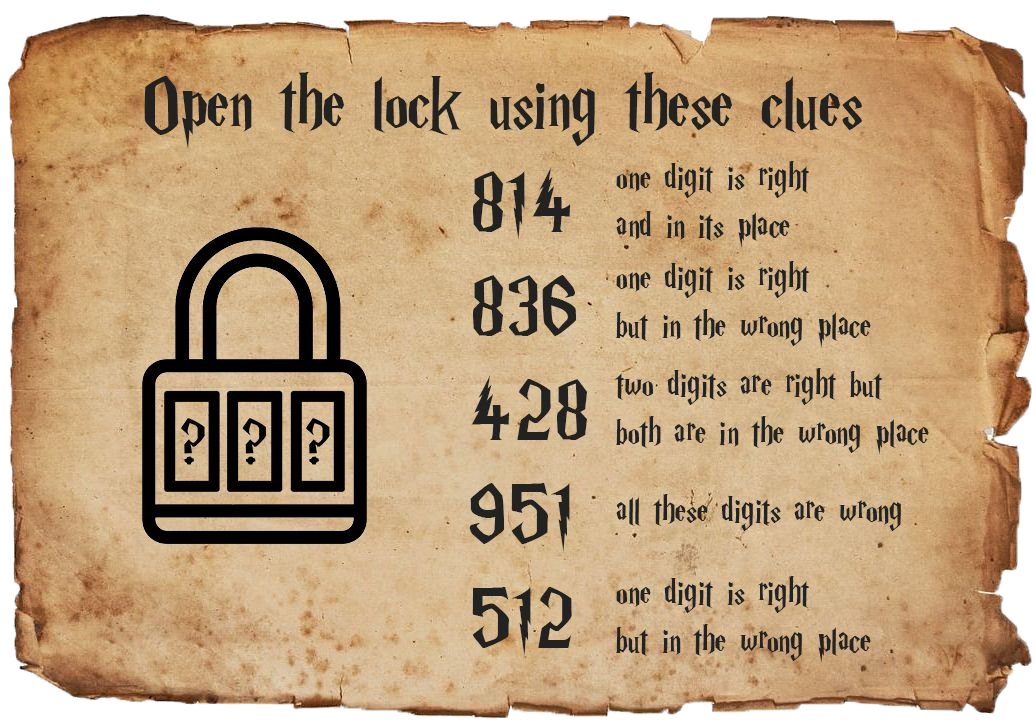 Open the lock using these clues
814 one digit is right
and in its place
836 one digit is right
but in the wrong place
428 two digits are right but
both are in the wrong place
? ? ?
951 all these digits are wrong
512 one digit is right
but in the wrong place